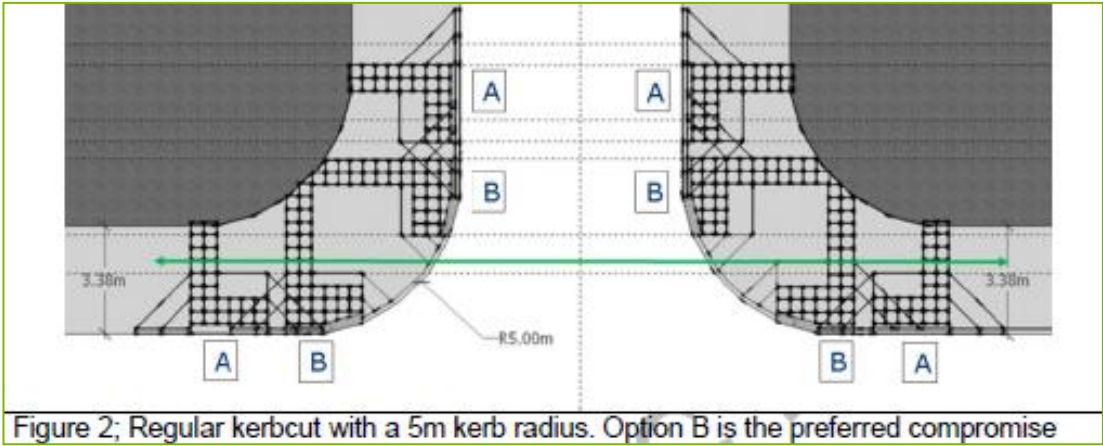 A
A
B
B
3.38m
3.38m
R5.00m
A
B
B
A
Figure 2; Regular kerbcut with a 5m kerb radius. Option B is the preferred compromise